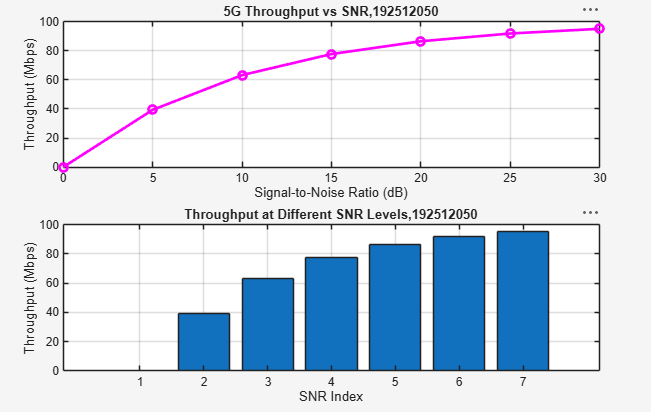 5G Throughput vs SNR,192512050
100
80
60
40
20
0
Throughput (Mbps)
0 5 10 15 20 25 30
Signal-to-Noise Ratio (dB)
Throughput at Different SNR Levels,192512050
100
80
60
40
20
0
Throughput (Mbps)
1 2 3 4 5 6 7
SNR Index